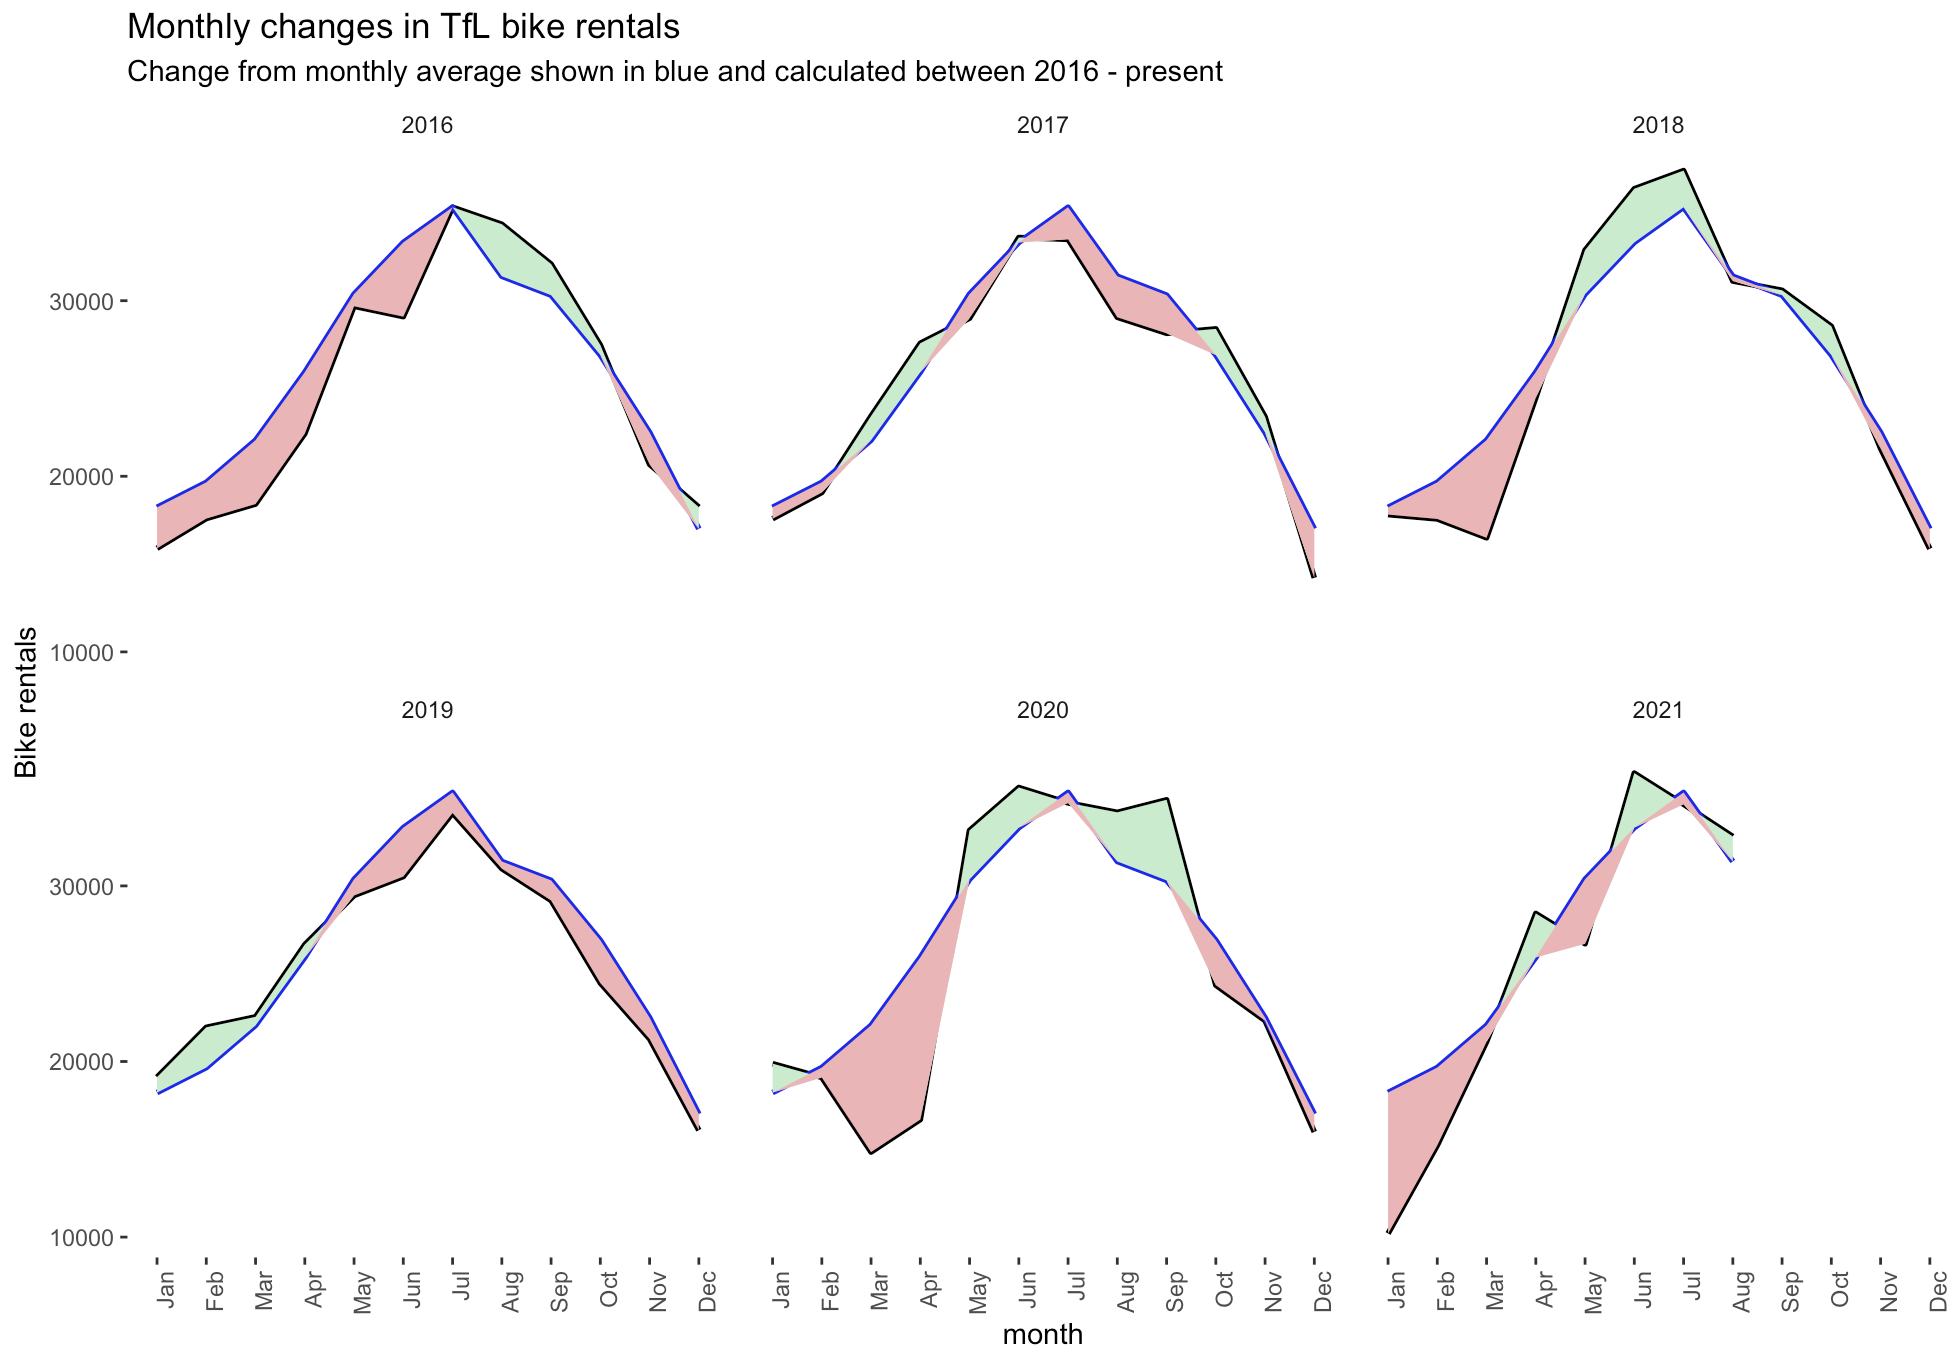 Monthly changes in TfL bike rentals
Change from monthly average shown in blue and calculated between 2016 - present
2016
2017
2018
30000
20000
10000
Bike rentals
2019
2020
2021
30000
20000
10000
Jan Feb Mar Apr May Jun Jul Aug Sep Oct Nov Dec
Jan Feb Mar Apr May Jun Jul Aug Sep Oct Nov Dec
Jan Feb Mar Apr May Jun Jul Aug Sep Oct Nov Dec
month